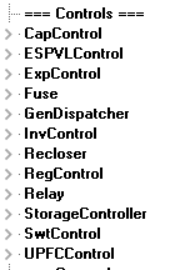 === Controls ===
CapControl
ESPVLControl
ExpControl
Fuse
GenDispatcher
InvControl
Recloser
RegControl
Relay
StorageController
SwtControl
UPFCControl